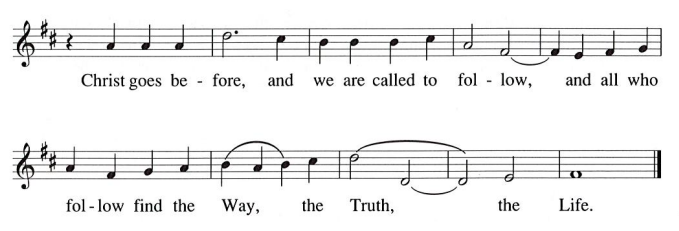 Christ goes be - fore, and we are called to fol - low, and all who
fol - low find the Way, the Truth, the Life.